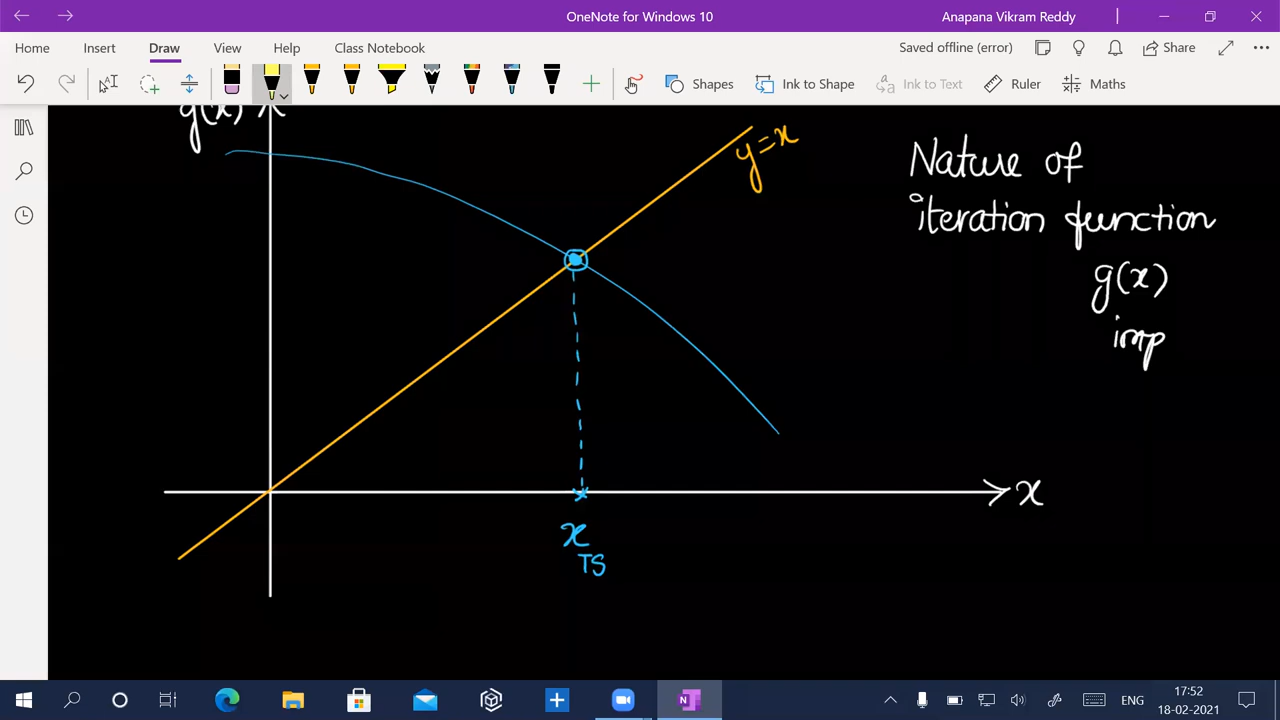 OneNote for Windows 10
Anapana Vikram Reddy
Home Insert Draw View Help Class Notebook
Saved offline (error) Share
Shapes Ink to Shape Ink to Text Ruler Maths
g(x)
y=x
Nature of
iteration function
g(x)
imp
x
x
TS
ENG
17:52
18-02-2021